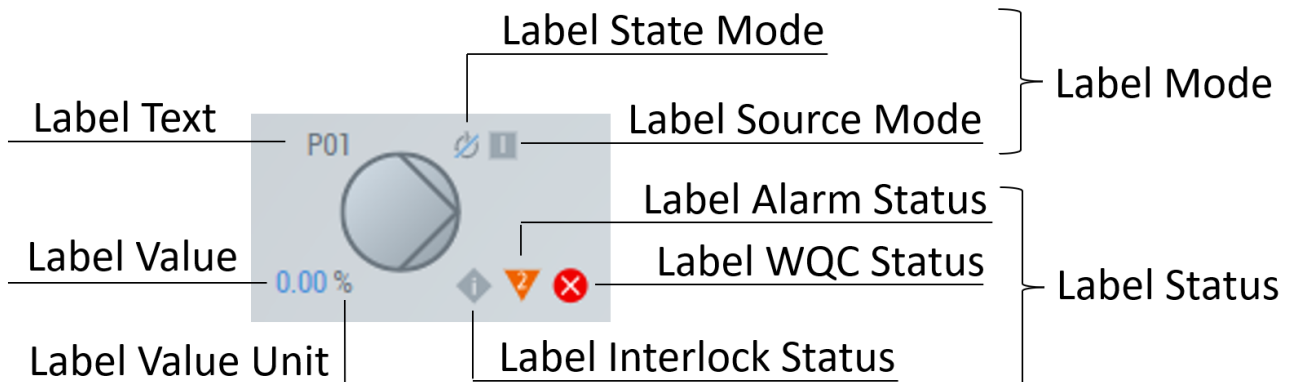 Label State Mode
Label Mode
Label Text
Label Source Mode
P01
I
Label Alarm Status
Label Value
Label WQC Status
0.00 %
i
2
Label Status
Label Value Unit
Label Interlock Status